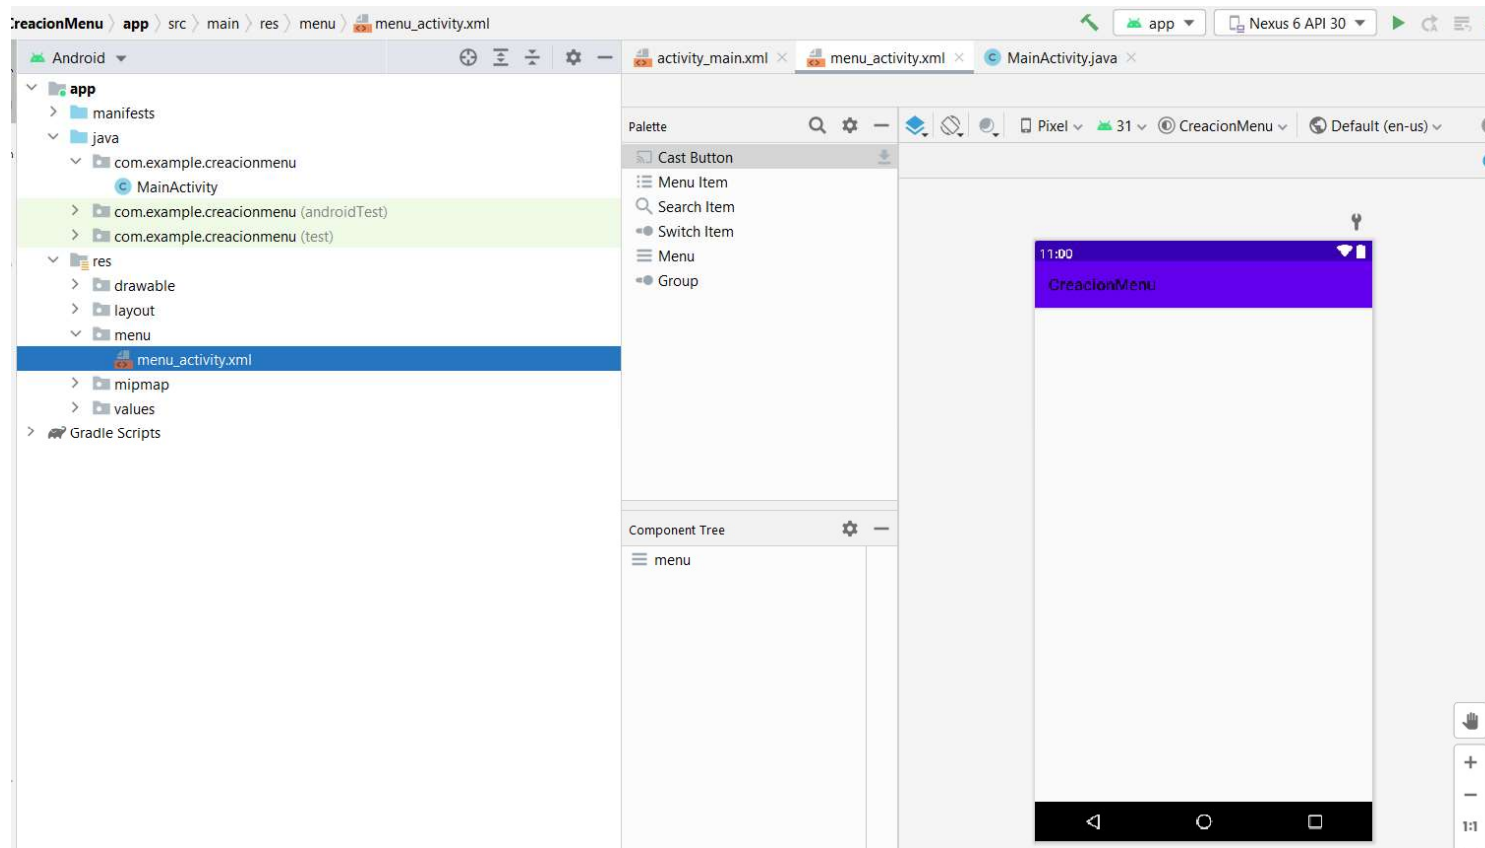 CreacionMenu app src main res menu menu_activity.xml
app Nexus 6 API 30
Android
activity_main.xml menu_activity.xml MainActivity.java
app
manifests
java
com.example.creacionmenu
MainActivity
com.example.creacionmenu (androidTest)
com.example.creacionmenu (test)
res
drawable
layout
menu
menu_activity.xml
mipmap
values
Gradle Scripts
Palette
Cast Button
Menu Item
Search Item
Switch Item
Menu
Group
Component Tree
menu
Pixel 31 CreacionMenu Default (en-us)
11:00
CreacionMenu
1:1